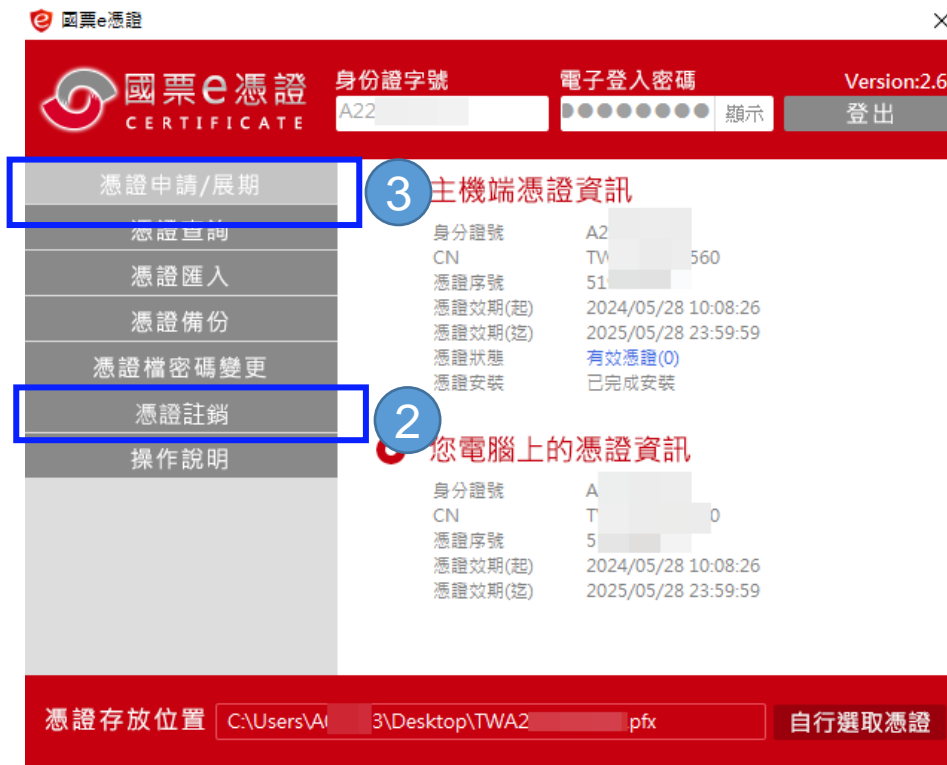 國票e憑證
國票e憑證
CERTIFICATE
身份證字號
電子登入密碼
Version:2.6
A22
顯示
登出
憑證申請/展期
憑證查詢
憑證匯入
憑證備份
憑證檔密碼變更
憑證註銷
操作說明
3
2
主機端憑證資訊
身分證號 A2
CN TW 560
憑證序號 51
憑證效期(起) 2024/05/28 10:08:26
憑證效期(迄) 2025/05/28 23:59:59
憑證狀態 有效憑證(0)
憑證安裝 已完成安裝
您電腦上的憑證資訊
身分證號 A
CN T 0
憑證序號 5
憑證效期(起) 2024/05/28 10:08:26
憑證效期(迄) 2025/05/28 23:59:59
憑證存放位置 C:\Users\A 3\Desktop\TWA2 .pfx 自行選取憑證